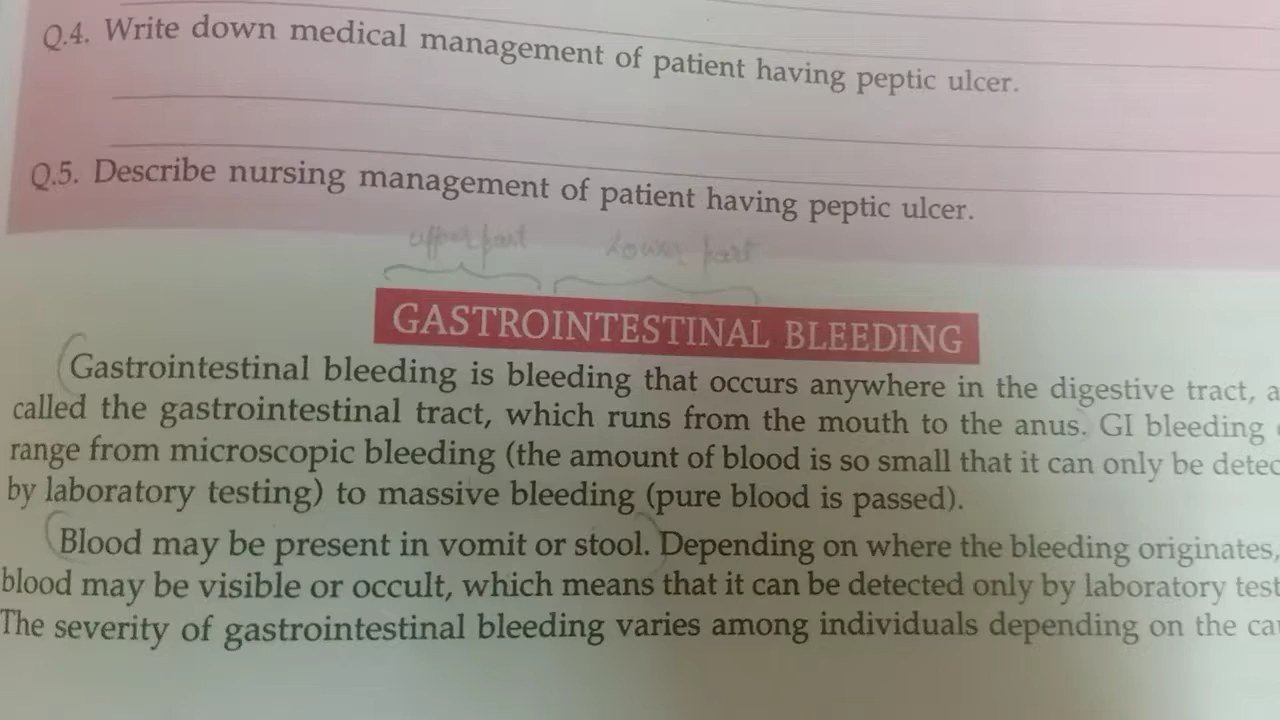 Q.4. Write down medical management of patient having peptic ulcer.
Q.5. Describe nursing management of patient having peptic ulcer.
upper part Lower part
GASTROINTESTINAL BLEEDING
Gastrointestinal bleeding is bleeding that occurs anywhere in the digestive tract, a
called the gastrointestinal tract, which runs from the mouth to the anus. GI bleeding
range from microscopic bleeding (the amount of blood is so small that it can only be detec
by laboratory testing) to massive bleeding (pure blood is passed).
Blood may be present in vomit or stool. Depending on where the bleeding originates,
blood may be visible or occult, which means that it can be detected only by laboratory test
The severity of gastrointestinal bleeding varies among individuals depending on the cau